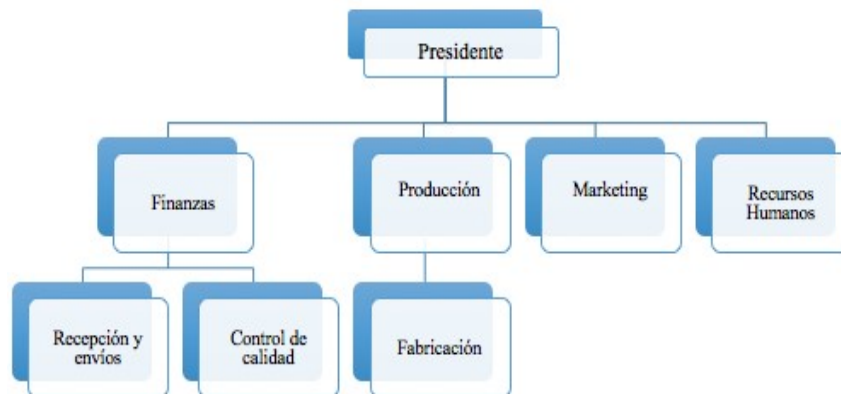 Presidente
Finanzas
Producción
Marketing
Recursos
Humanos
Recepción y
envíos
Control de
calidad
Fabricación